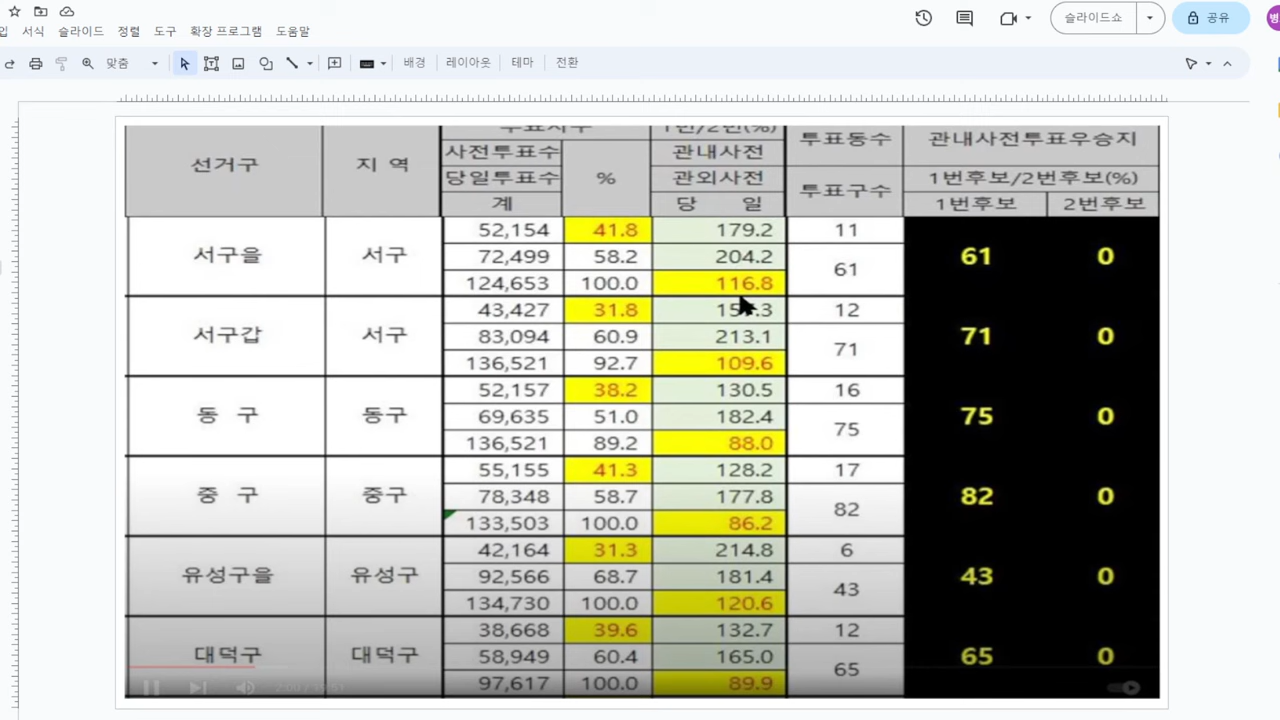 입 서식 슬라이드 정렬 도구 확장 프로그램 도움말
슬라이드쇼 공유 병
맞춤 배경 레이아웃 테마 전환
선거구 지 역 투표자수 1번/2번(%) 투표동수 관내사전투표우승지
사전투표수 % 관내사전
당일투표수 관외사전 투표구수 1번후보/2번후보(%)
계 당 일 1번후보 2번후보
서구을 서구 52,154 41.8 179.2 11 61 0
72,499 58.2 204.2 61
124,653 100.0 116.8
서구갑 서구 43,427 31.8 12 71 0
83,094 60.9 213.1 71
136,521 92.7 109.6
동 구 동구 52,157 38.2 130.5 16 75 0
69,635 51.0 182.4 75
136,521 89.2 88.0
중 구 중구 55,155 41.3 128.2 17 82 0
78,348 58.7 177.8 82
133,503 100.0 86.2
유성구을 유성구 42,164 31.3 214.8 6 43 0
92,566 68.7 181.4 43
134,730 100.0 120.6
대덕구 대덕구 38,668 39.6 132.7 12 65 0
58,949 60.4 165.0 65
97,617 100.0 89.9